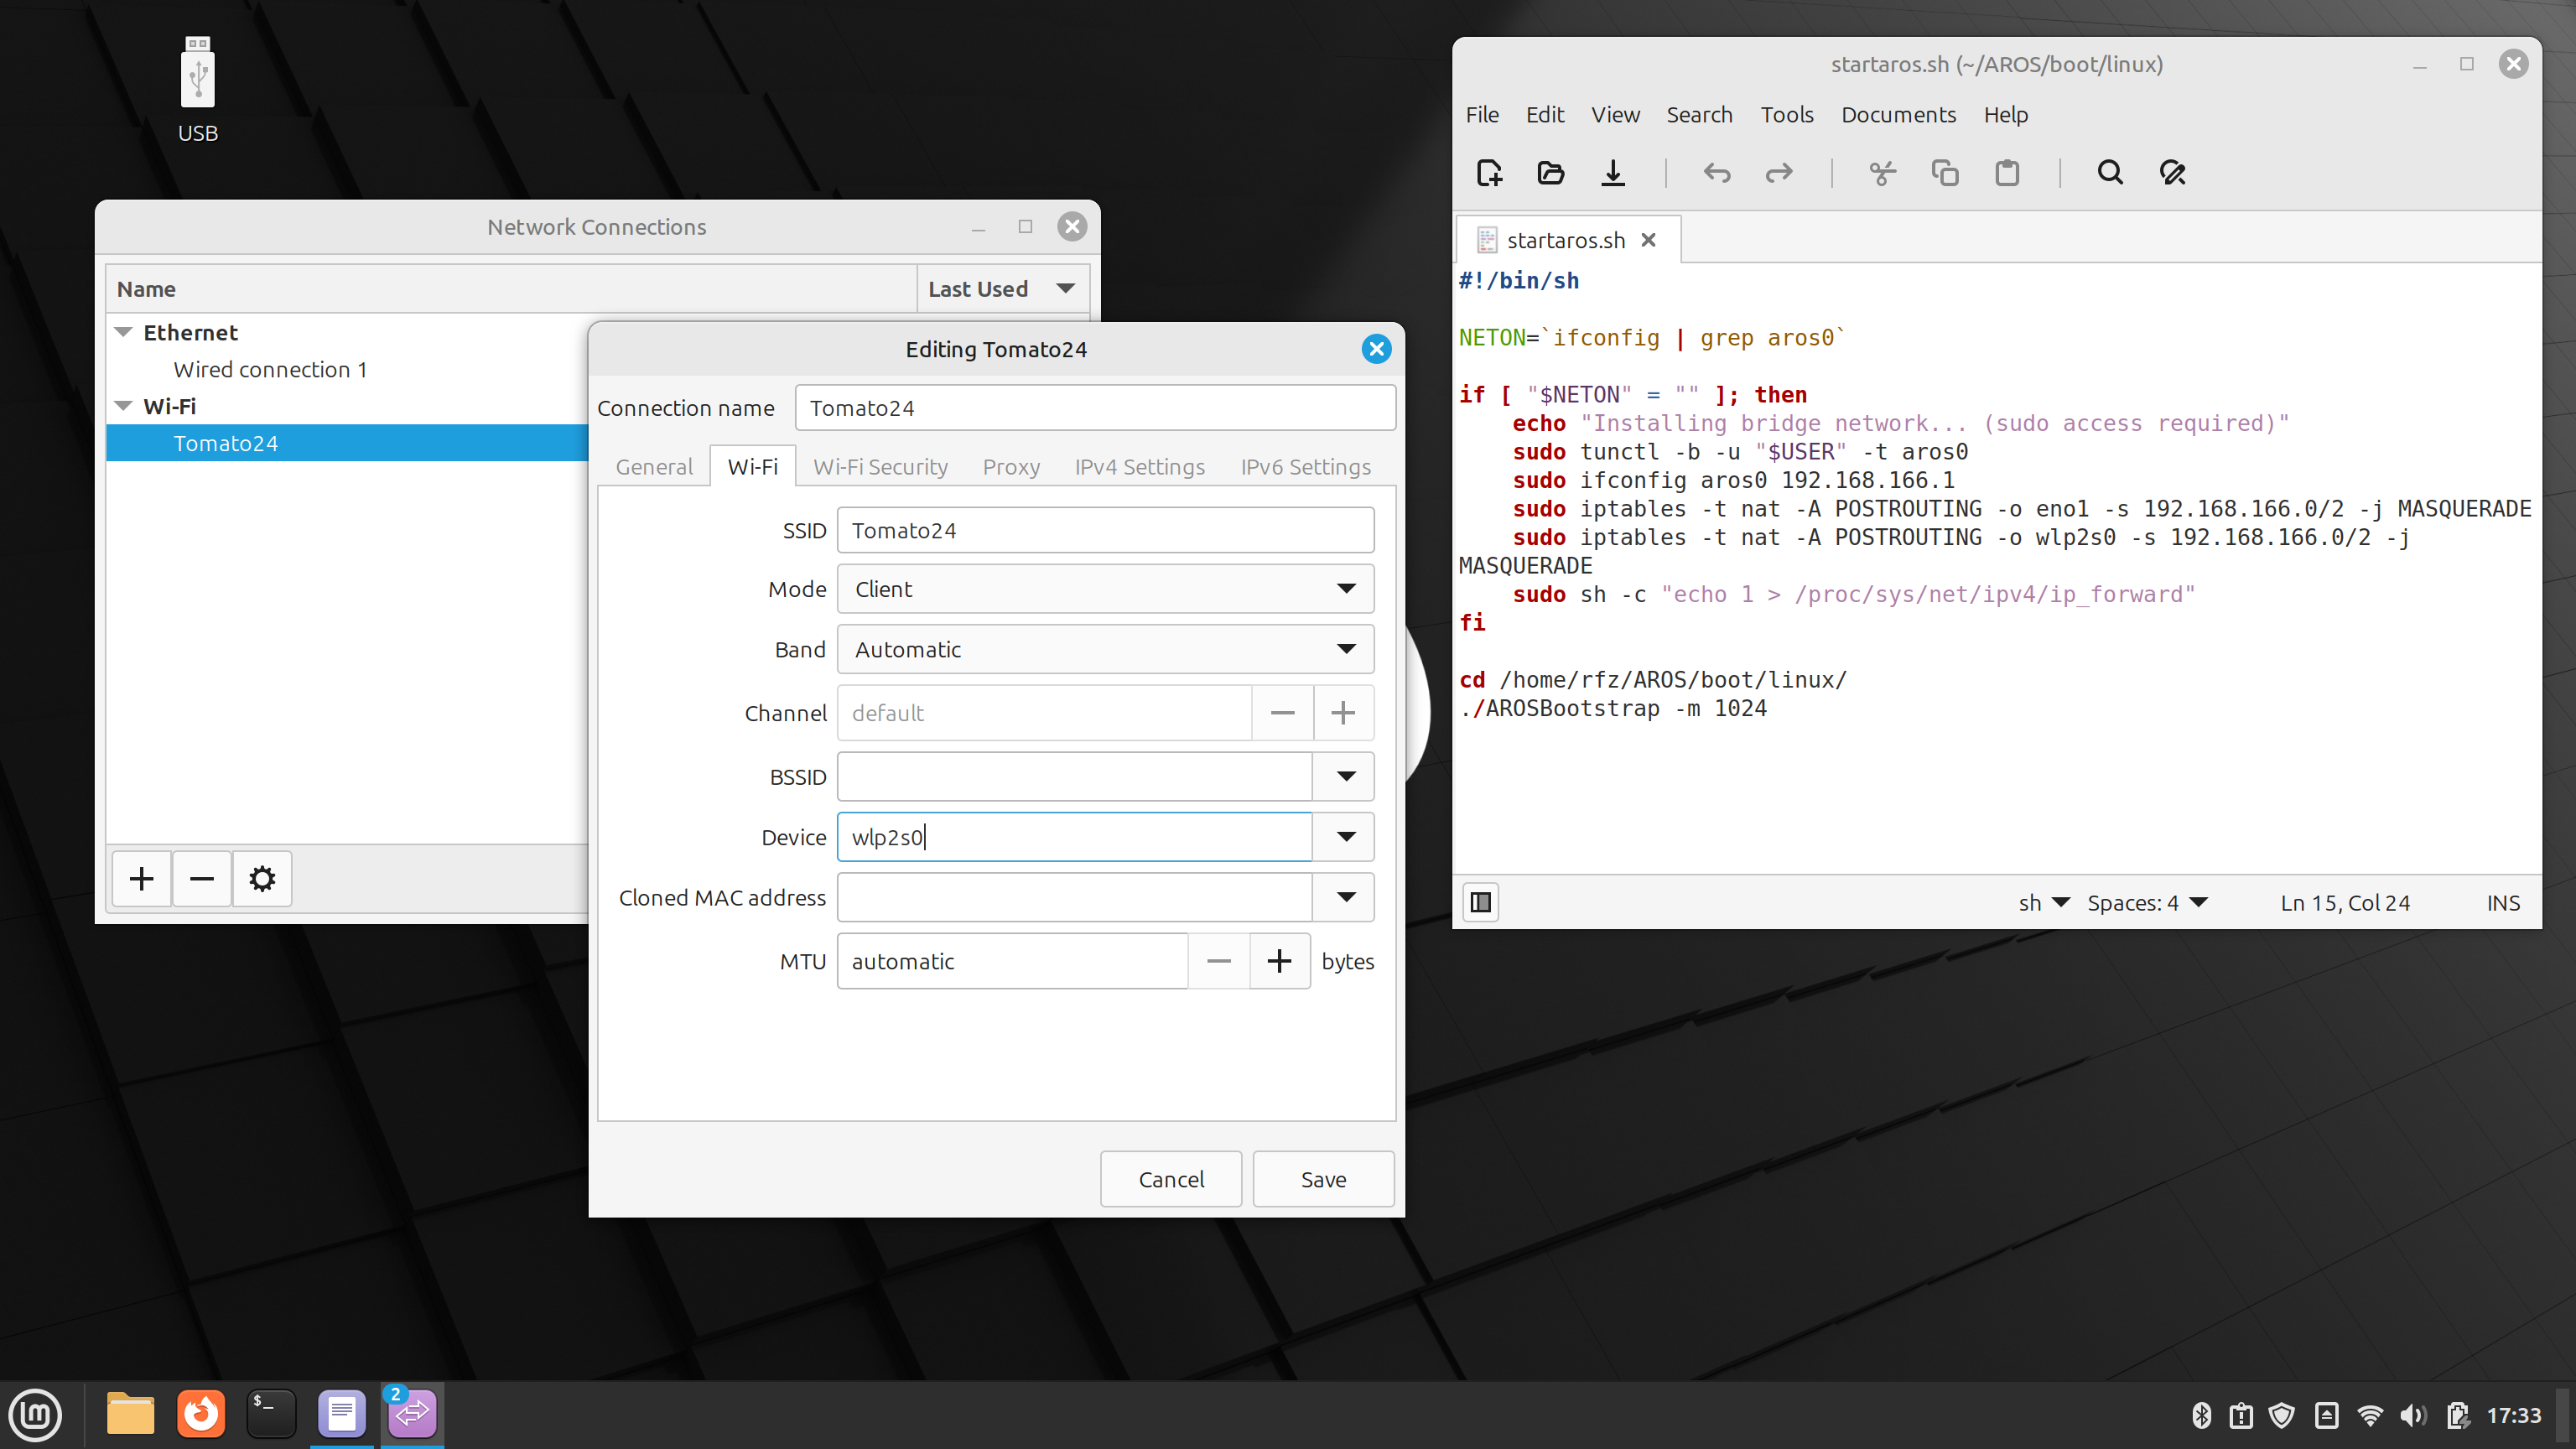 USB
Network Connections
Name
Last Used
Ethernet
Wired connection 1
Wi-Fi
Tomato24
Editing Tomato24
Connection name
Tomato24
General
Wi-Fi
Wi-Fi Security
Proxy
IPv4 Settings
IPv6 Settings
SSID
Tomato24
Mode
Client
Band
Automatic
Channel
default
BSSID
Device
wlp2s0
Cloned MAC address
MTU
automatic
bytes
Cancel
Save
startaros.sh (~/AROS/boot/linux)
File Edit View Search Tools Documents Help
startaros.sh
#!/bin/sh
NETON=`ifconfig | grep aros0`
if [ "$NETON" = "" ]; then
echo "Installing bridge network... (sudo access required)"
sudo tunctl -b -u "$USER" -t aros0
sudo ifconfig aros0 192.168.166.1
sudo iptables -t nat -A POSTROUTING -o eno1 -s 192.168.166.0/2 -j MASQUERADE
sudo iptables -t nat -A POSTROUTING -o wlp2s0 -s 192.168.166.0/2 -j
MASQUERADE
sudo sh -c "echo 1 > /proc/sys/net/ipv4/ip_forward"
fi
cd /home/rfz/AROS/boot/linux/
./AROSBootstrap -m 1024
sh
Spaces: 4
Ln 15, Col 24
INS
$_
2
17:33